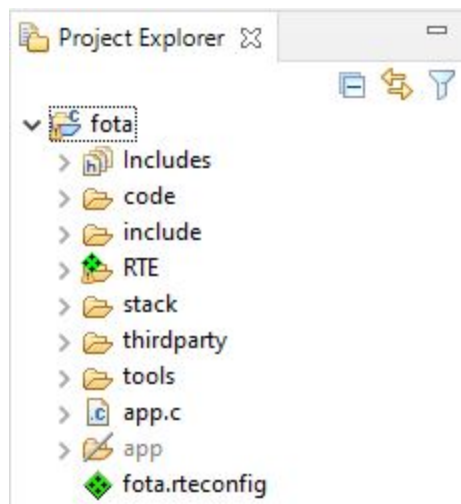 Project Explorer
fota
Includes
code
include
RTE
stack
thirdparty
tools
app.c
app
fota.rteconfig